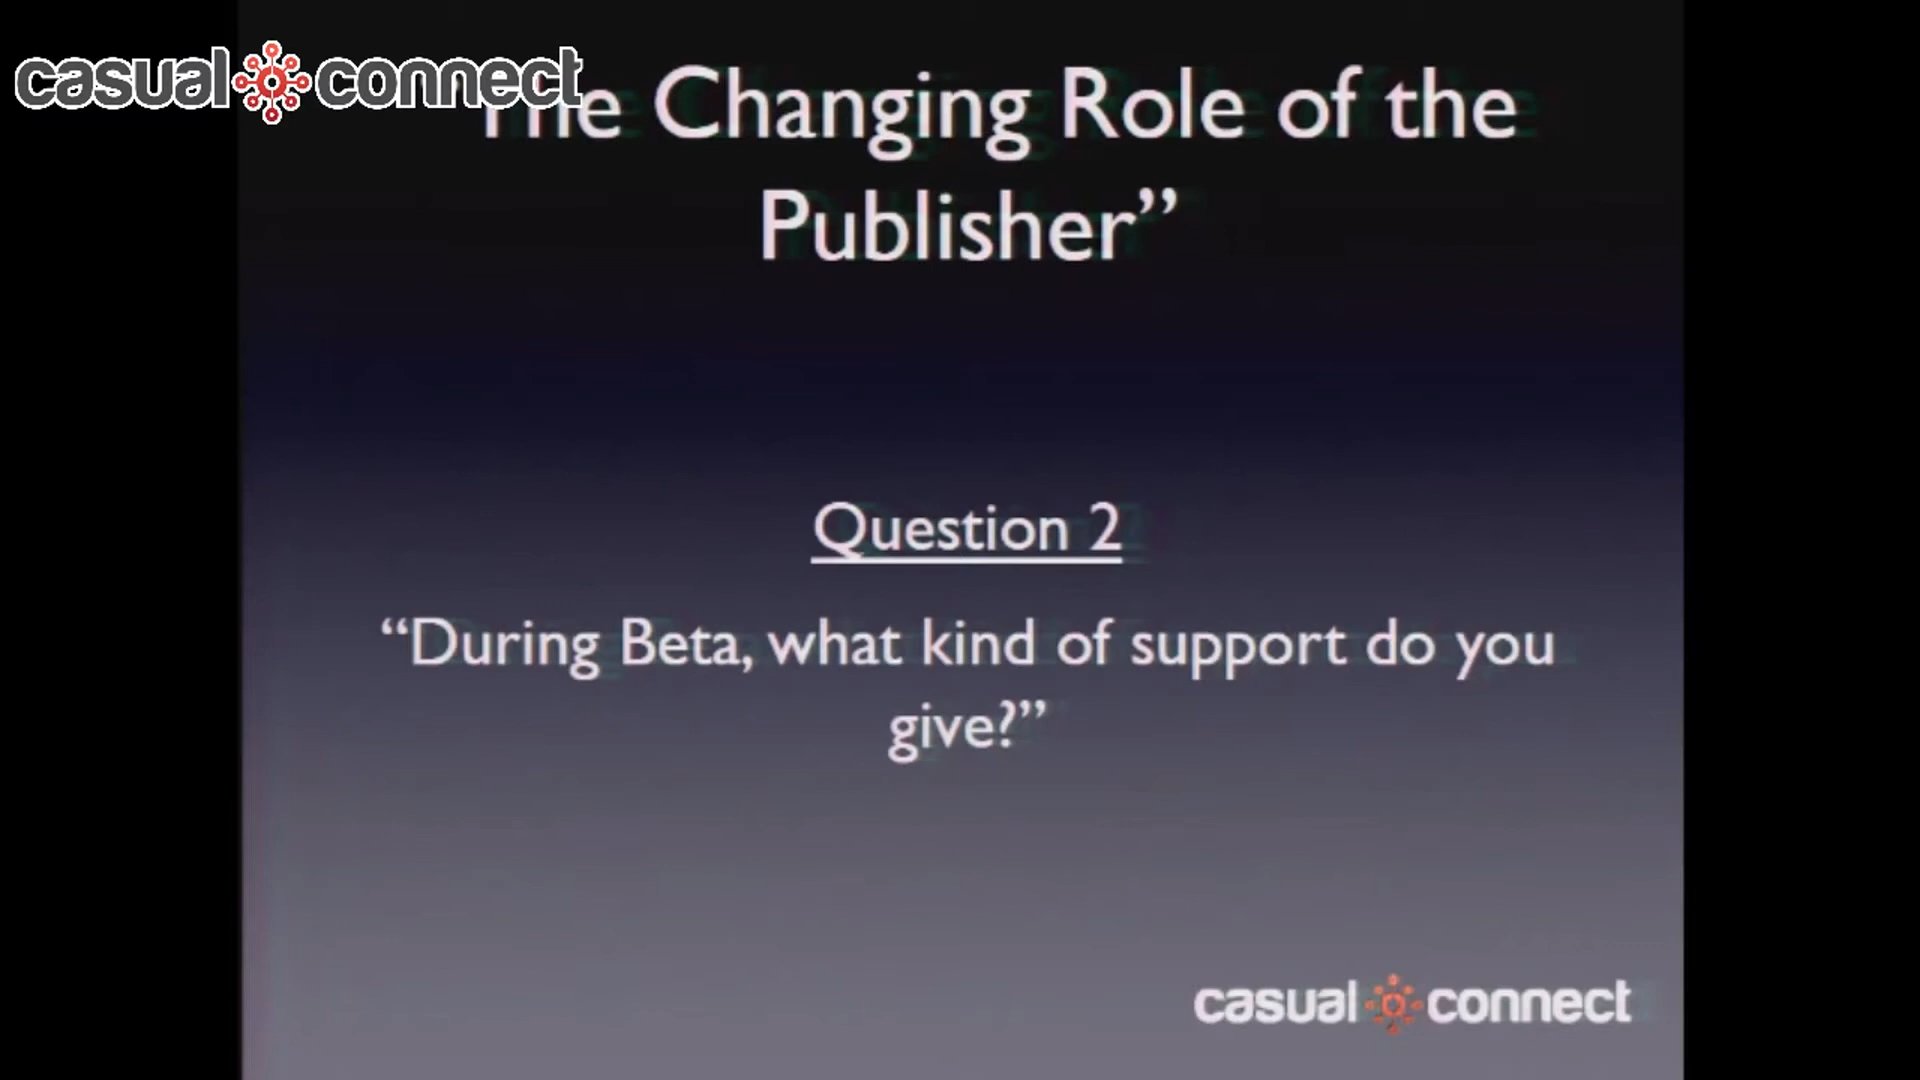 casual connect
The Changing Role of the
Publisher”
Question 2
“During Beta, what kind of support do you
give?”
casual connect